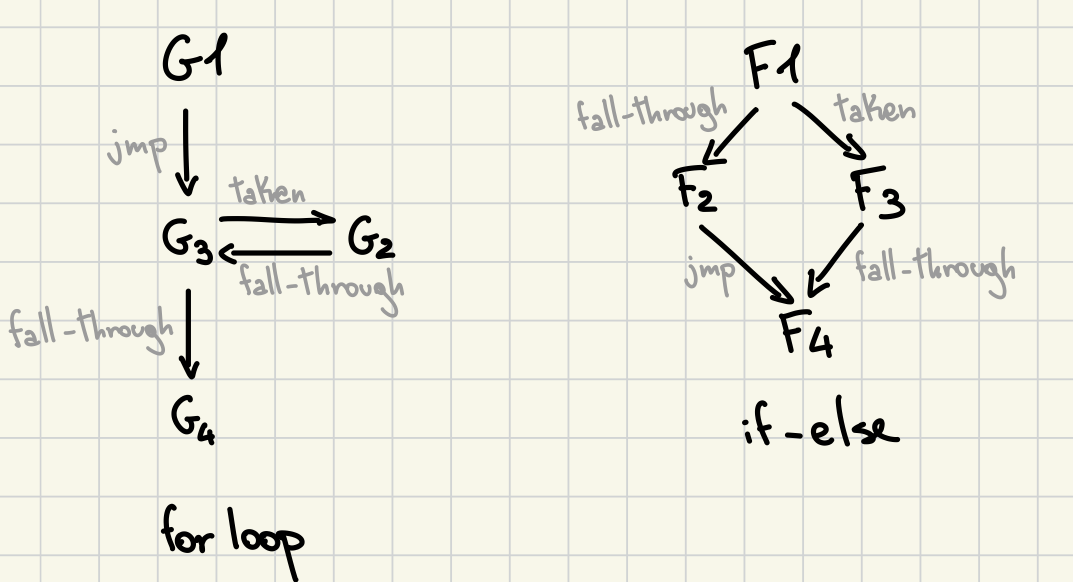 G1
jmp
taken
G3
G2
fall-through
fall-through
G4
for loop
F1
fall-through
taken
F2
F3
jmp
fall-through
F4
if-else